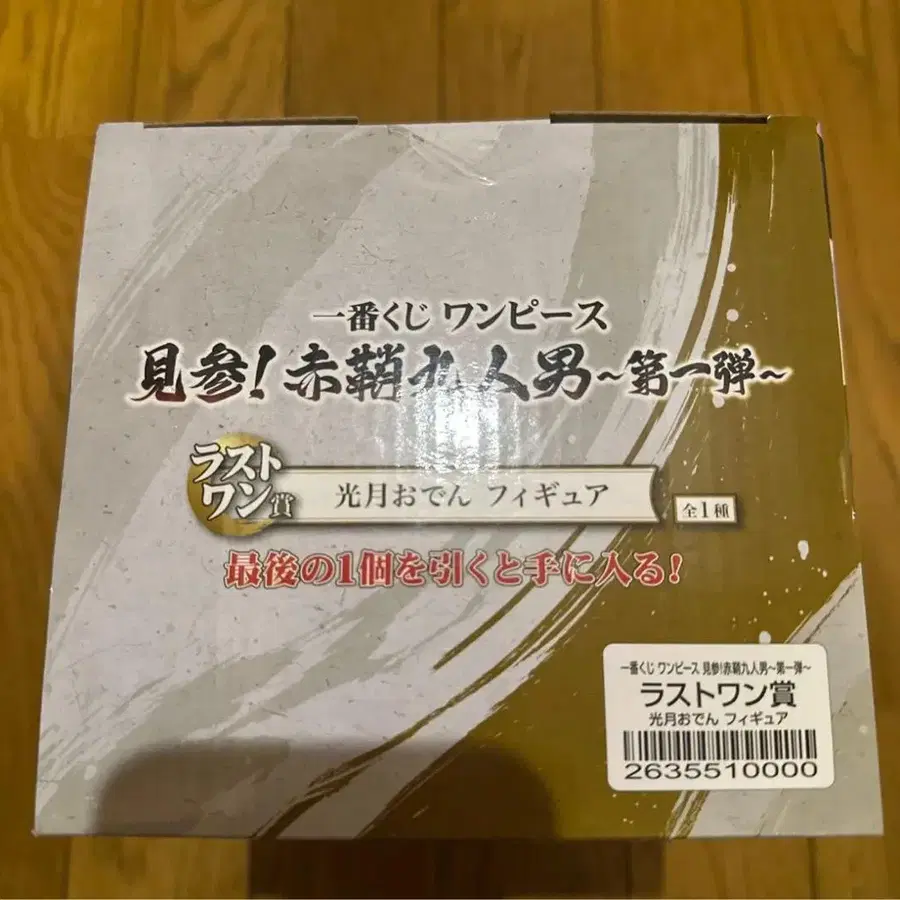 一番くじ ワンピース
見参!赤鞘九人男~第一弾~
ラスト
ワン賞
光月おでん フィギュア
全1種
最後の1個を引くと手に入る!
一番くじ ワンピース 見参!赤鞘九人男~第一弾~
ラストワン賞
光月おでん フィギュア
2635510000